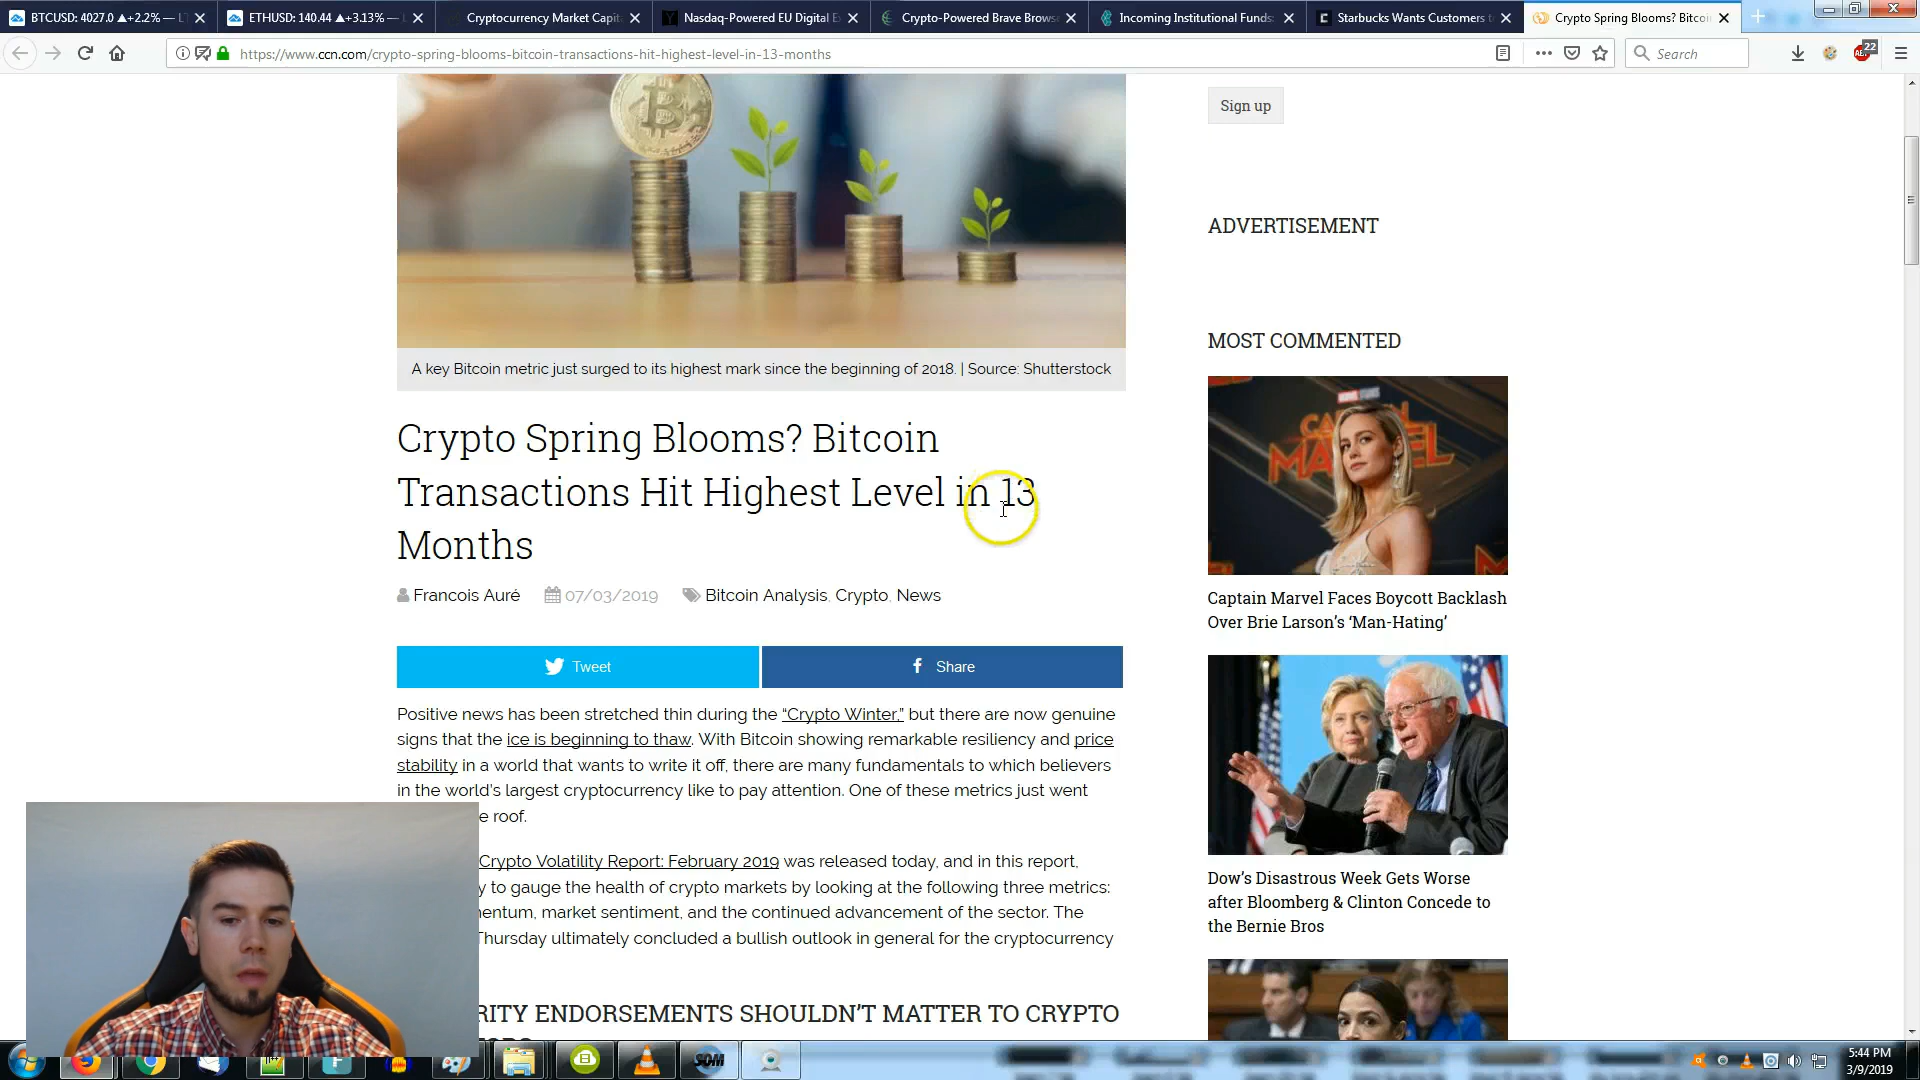 BTCUSD: 4027.0 ▲+2.2% —
ETHUSD: 140.44 ▲+3.13% —
Cryptocurrency Market Capit
Nasdaq-Powered EU Digital Ex
Crypto-Powered Brave Brows
Incoming Institutional Funds:
Starbucks Wants Customers t
Crypto Spring Blooms? Bitcoi
https://www.ccn.com/crypto-spring-blooms-bitcoin-transactions-hit-highest-level-in-13-months
Search
22
Sign up
ADVERTISEMENT
A key Bitcoin metric just surged to its highest mark since the beginning of 2018. | Source: Shutterstock
Crypto Spring Blooms? Bitcoin
Transactions Hit Highest Level in 13
Months
Francois Auré 07/03/2019 Bitcoin Analysis, Crypto, News
Tweet
Share
Positive news has been stretched thin during the “Crypto Winter,” but there are now genuine
signs that the ice is beginning to thaw. With Bitcoin showing remarkable resiliency and price
stability in a world that wants to write it off, there are many fundamentals to which believers
in the world's largest cryptocurrency like to pay attention. One of these metrics just went
e roof.
Crypto Volatility Report: February 2019 was released today, and in this report,
y to gauge the health of crypto markets by looking at the following three metrics:
entum, market sentiment, and the continued advancement of the sector. The
Thursday ultimately concluded a bullish outlook in general for the cryptocurrency
RITY ENDORSEMENTS SHOULDN'T MATTER TO CRYPTO
MOST COMMENTED
MARVEL STUDIOS
CAPTAIN
MARVEL
Captain Marvel Faces Boycott Backlash
Over Brie Larson's ‘Man-Hating’
Dow's Disastrous Week Gets Worse
after Bloomberg & Clinton Concede to
the Bernie Bros
SOM
5:44 PM
3/9/2019